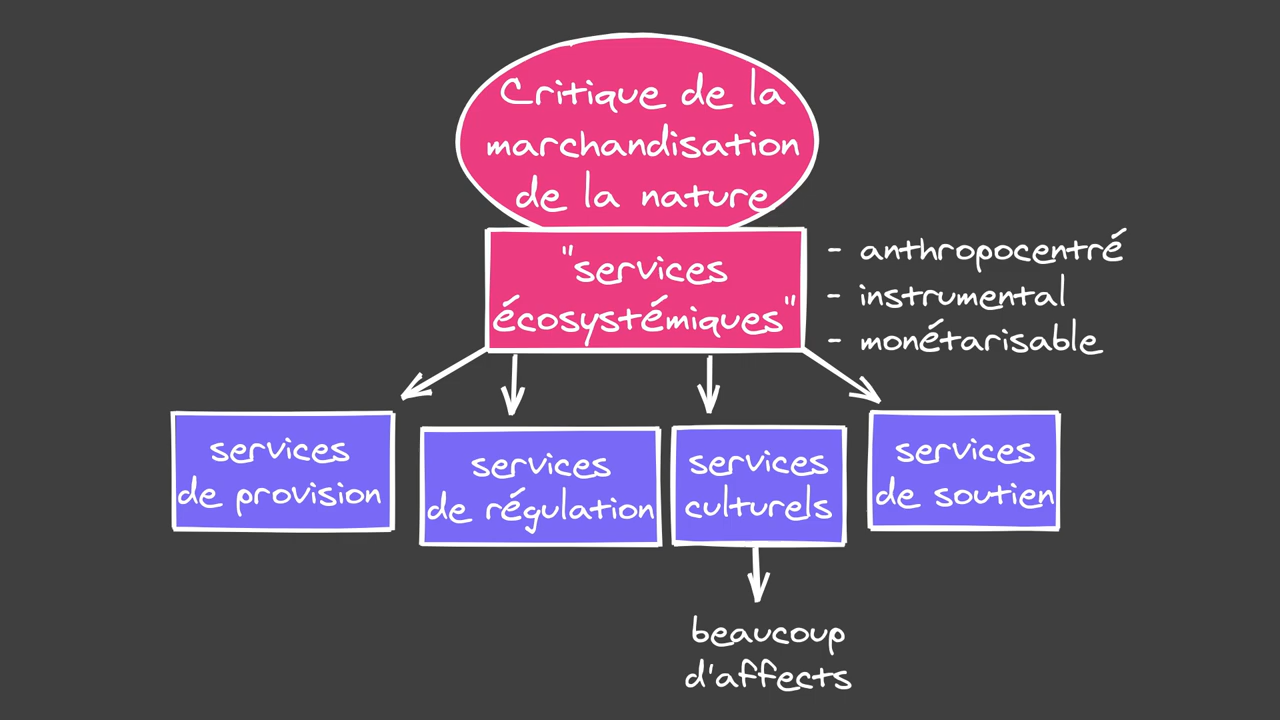 Critique de la
marchandisation
de la nature
"services
écosystémiques"
- anthropocentré
- instrumental
- monétarisable
services
de provision
services
de régulation
services
culturels
services
de soutien
beaucoup
d'affects